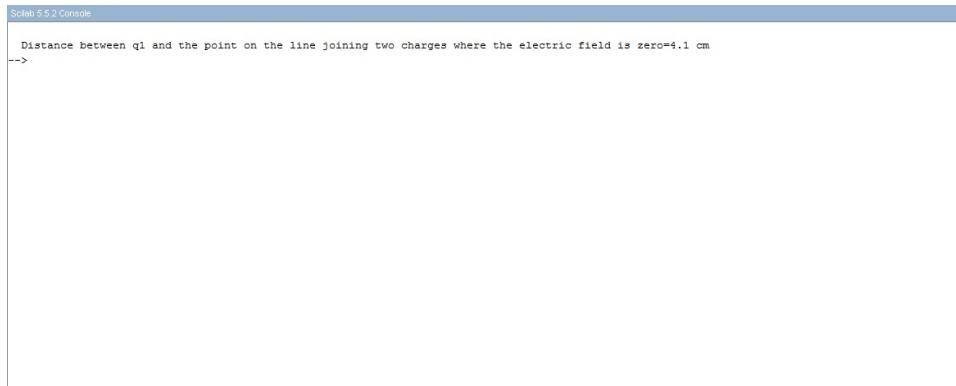 Scilab 5.5.2 Console
Distance between q1 and the point on the line joining two charges where the electric field is zero=4.1 cm
-->